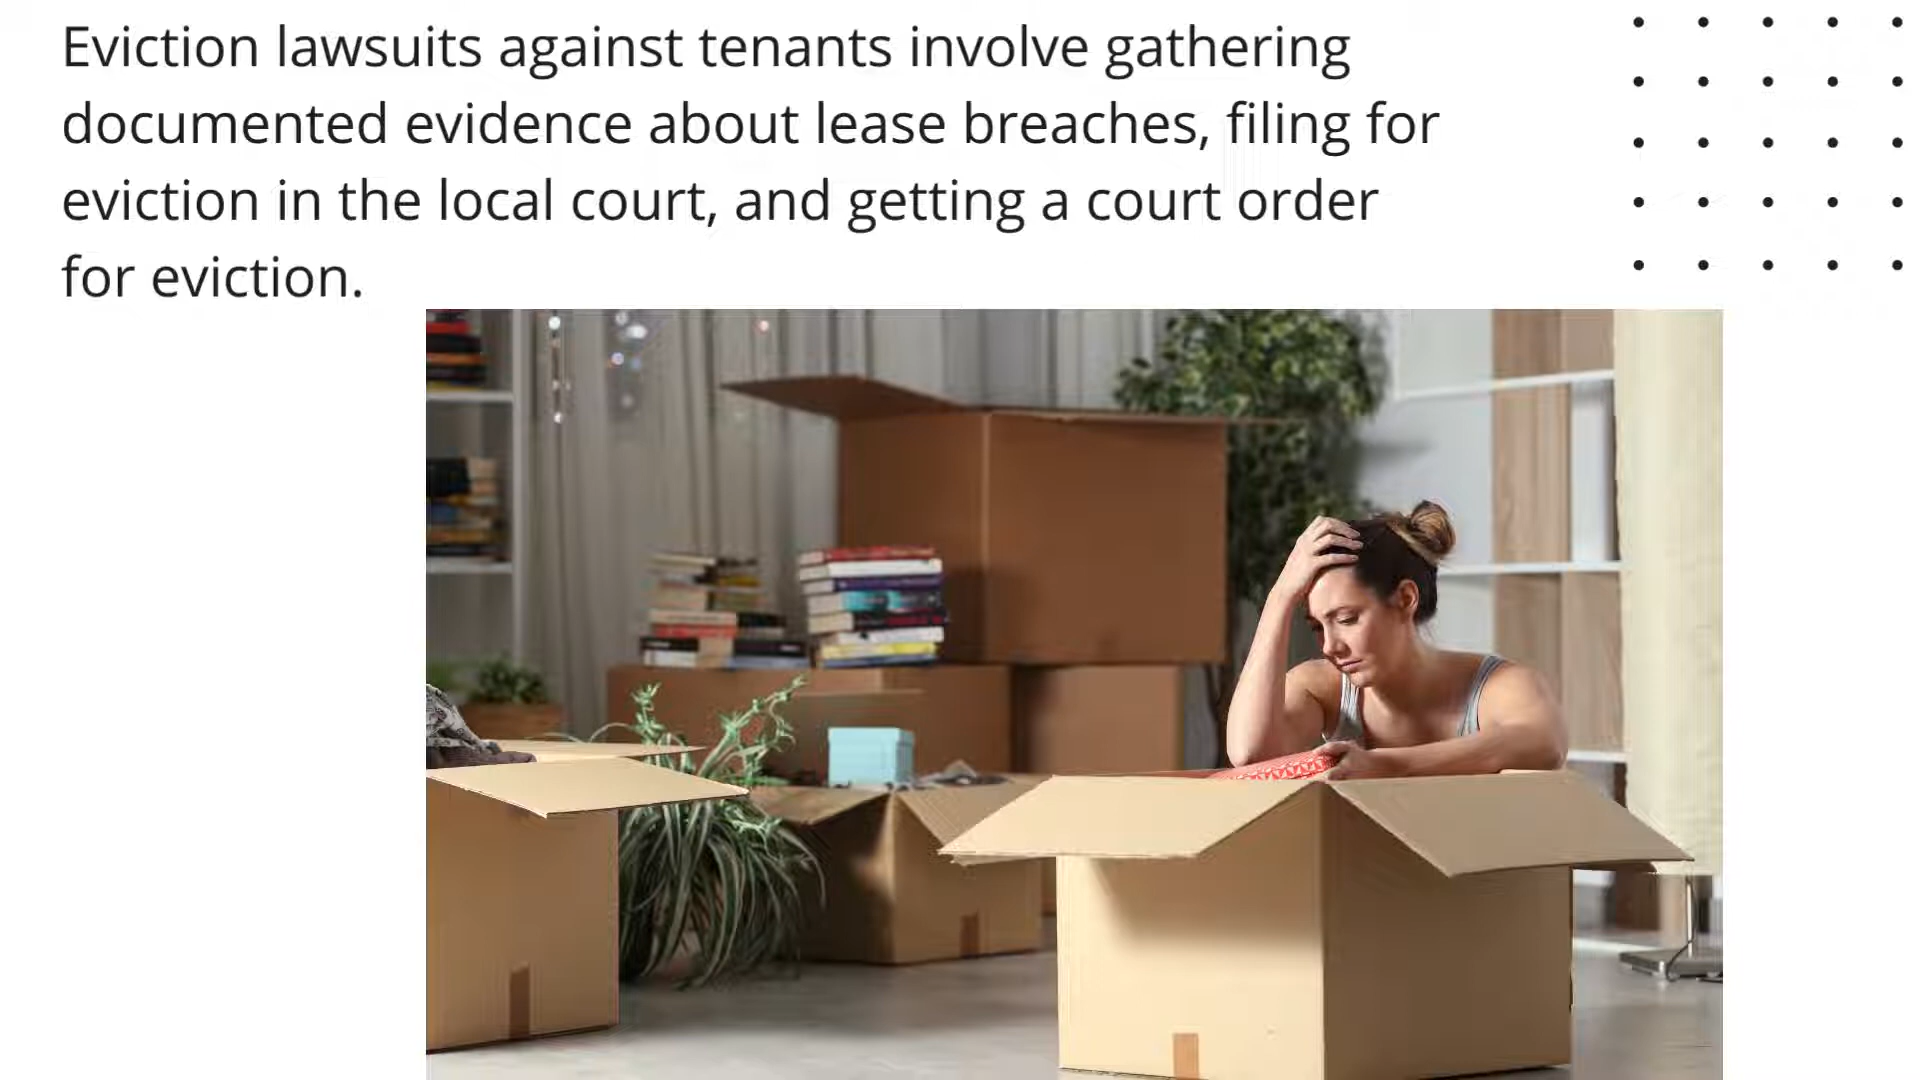 Eviction lawsuits against tenants involve gathering
documented evidence about lease breaches, filing for
eviction in the local court, and getting a court order
for eviction.